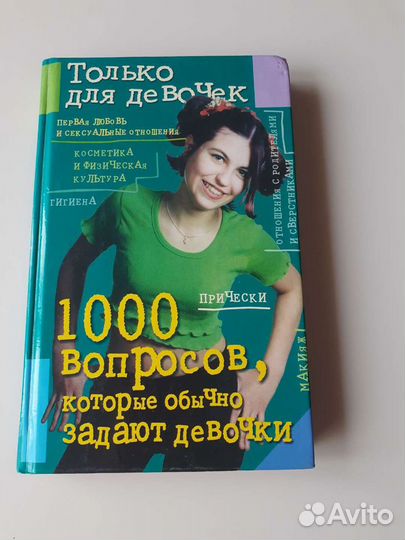 Только
для девочек
ПЕРВАЯ ЛЮБОВЬ
И СЕКСУАЛЬНЫЕ ОТНОШЕНИЯ
КОСМЕТИКА
И ФИЗИЧЕСКАЯ
КУЛЬТУРА
ГИГИЕНА
ОТНОШЕНИЯ С РОДИТЕЛЯМИ
И СВЕРСТНИКАМИ
ПРИЧЕСКИ
МАКИЯЖ
1000
вопросов,
которые обычно
задают девочки
Avito